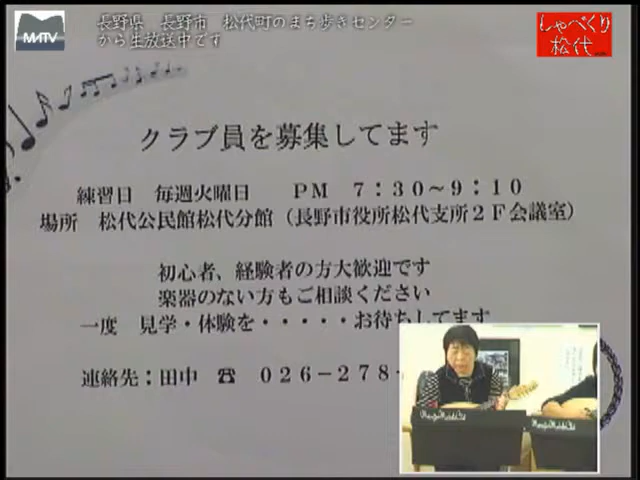 MATV
長野県　長野市　松代町のまち歩きセンター
から生放送中です
しゃべくり
松代
クラブ員を募集してます
練習日　毎週火曜日　　ＰＭ　７：３０～９：１０
場所　松代公民館松代分館（長野市役所松代支所２Ｆ会議室）
初心者、経験者の方大歓迎です
楽器のない方もご相談ください
一度　見学・体験を・・・・・お待ちしてます
連絡先：田中　☎　０２６－２７８－